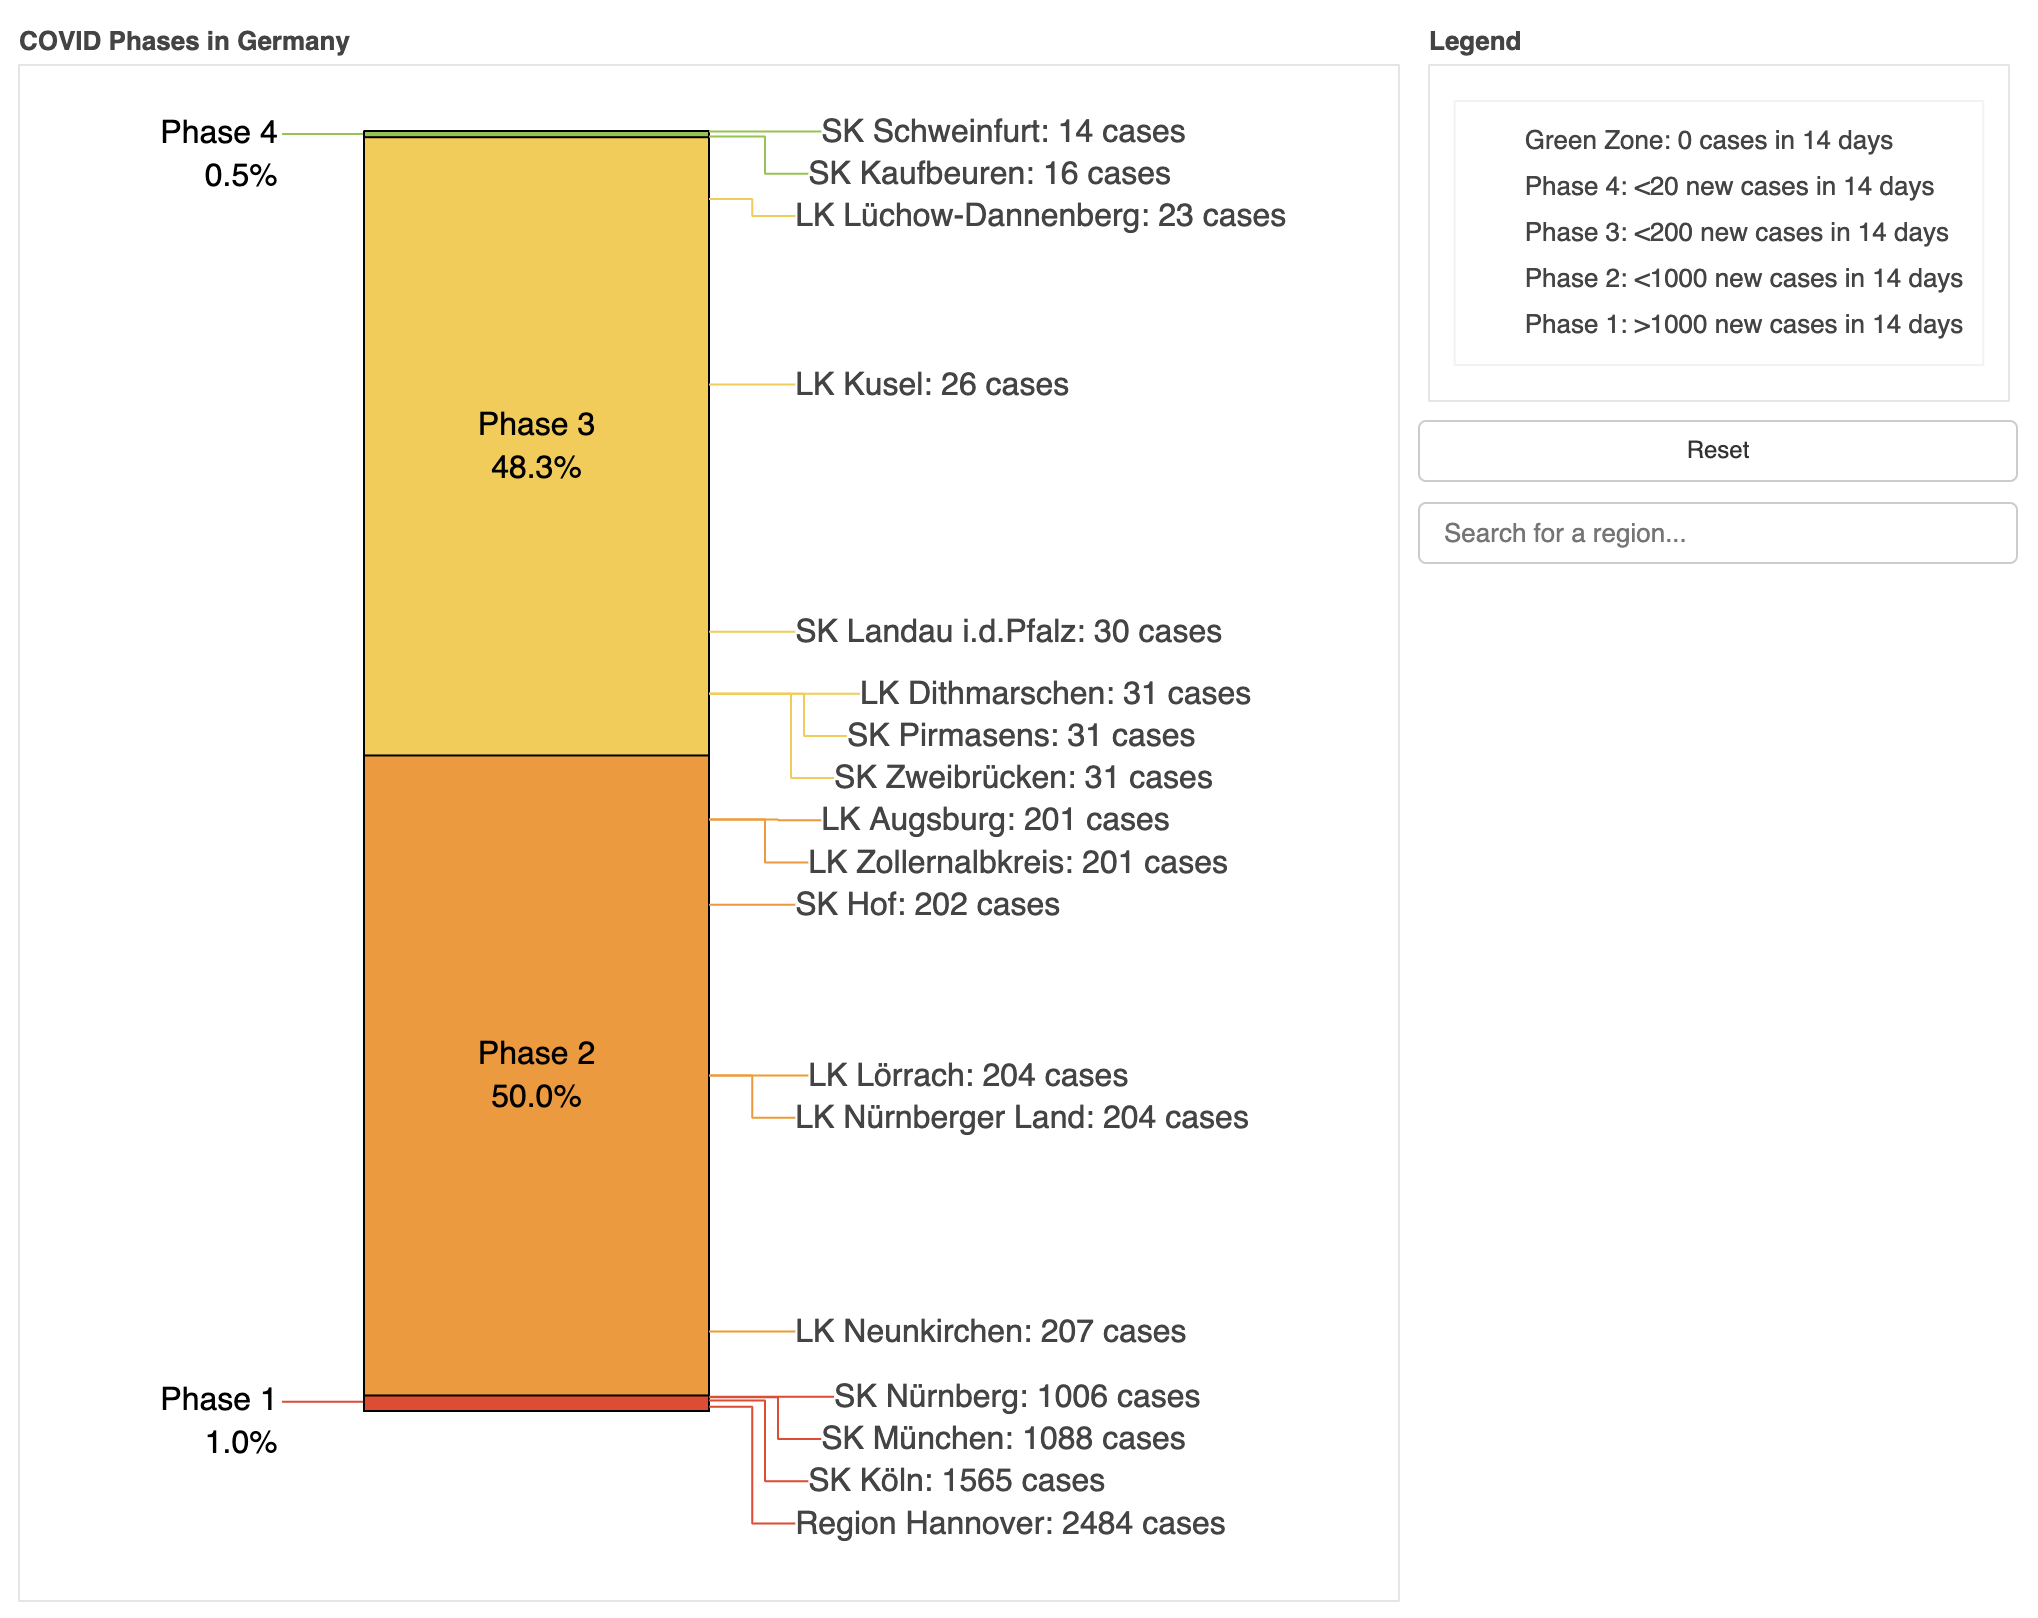 COVID Phases in Germany
Phase 4
0.5%
Phase 3
48.3%
Phase 2
50.0%
Phase 1
1.0%
SK Schweinfurt: 14 cases
SK Kaufbeuren: 16 cases
LK Lüchow-Dannenberg: 23 cases
LK Kusel: 26 cases
SK Landau i.d.Pfalz: 30 cases
LK Dithmarschen: 31 cases
SK Pirmasens: 31 cases
SK Zweibrücken: 31 cases
LK Augsburg: 201 cases
LK Zollernalbkreis: 201 cases
SK Hof: 202 cases
LK Lörrach: 204 cases
LK Nürnberger Land: 204 cases
LK Neunkirchen: 207 cases
SK Nürnberg: 1006 cases
SK München: 1088 cases
SK Köln: 1565 cases
Region Hannover: 2484 cases
Legend
Green Zone: 0 cases in 14 days
Phase 4: <20 new cases in 14 days
Phase 3: <200 new cases in 14 days
Phase 2: <1000 new cases in 14 days
Phase 1: >1000 new cases in 14 days
Reset
Search for a region...